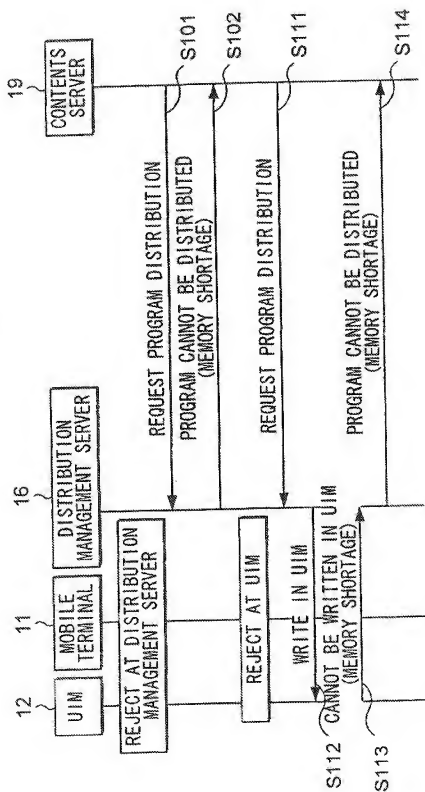 12
UIM
11
MOBILE
TERMINAL
16
DISTRIBUTION
MANAGEMENT SERVER
19
CONTENTS
SERVER
REJECT AT DISTRIBUTION
MANAGEMENT SERVER
REQUEST PROGRAM DISTRIBUTION
S101
PROGRAM CANNOT BE DISTRIBUTED
(MEMORY SHORTAGE)
S102
REJECT AT UIM
REQUEST PROGRAM DISTRIBUTION
S111
WRITE IN UIM
S112
CANNOT BE WRITTEN IN UIM
(MEMORY SHORTAGE)
S113
PROGRAM CANNOT BE DISTRIBUTED
(MEMORY SHORTAGE)
S114